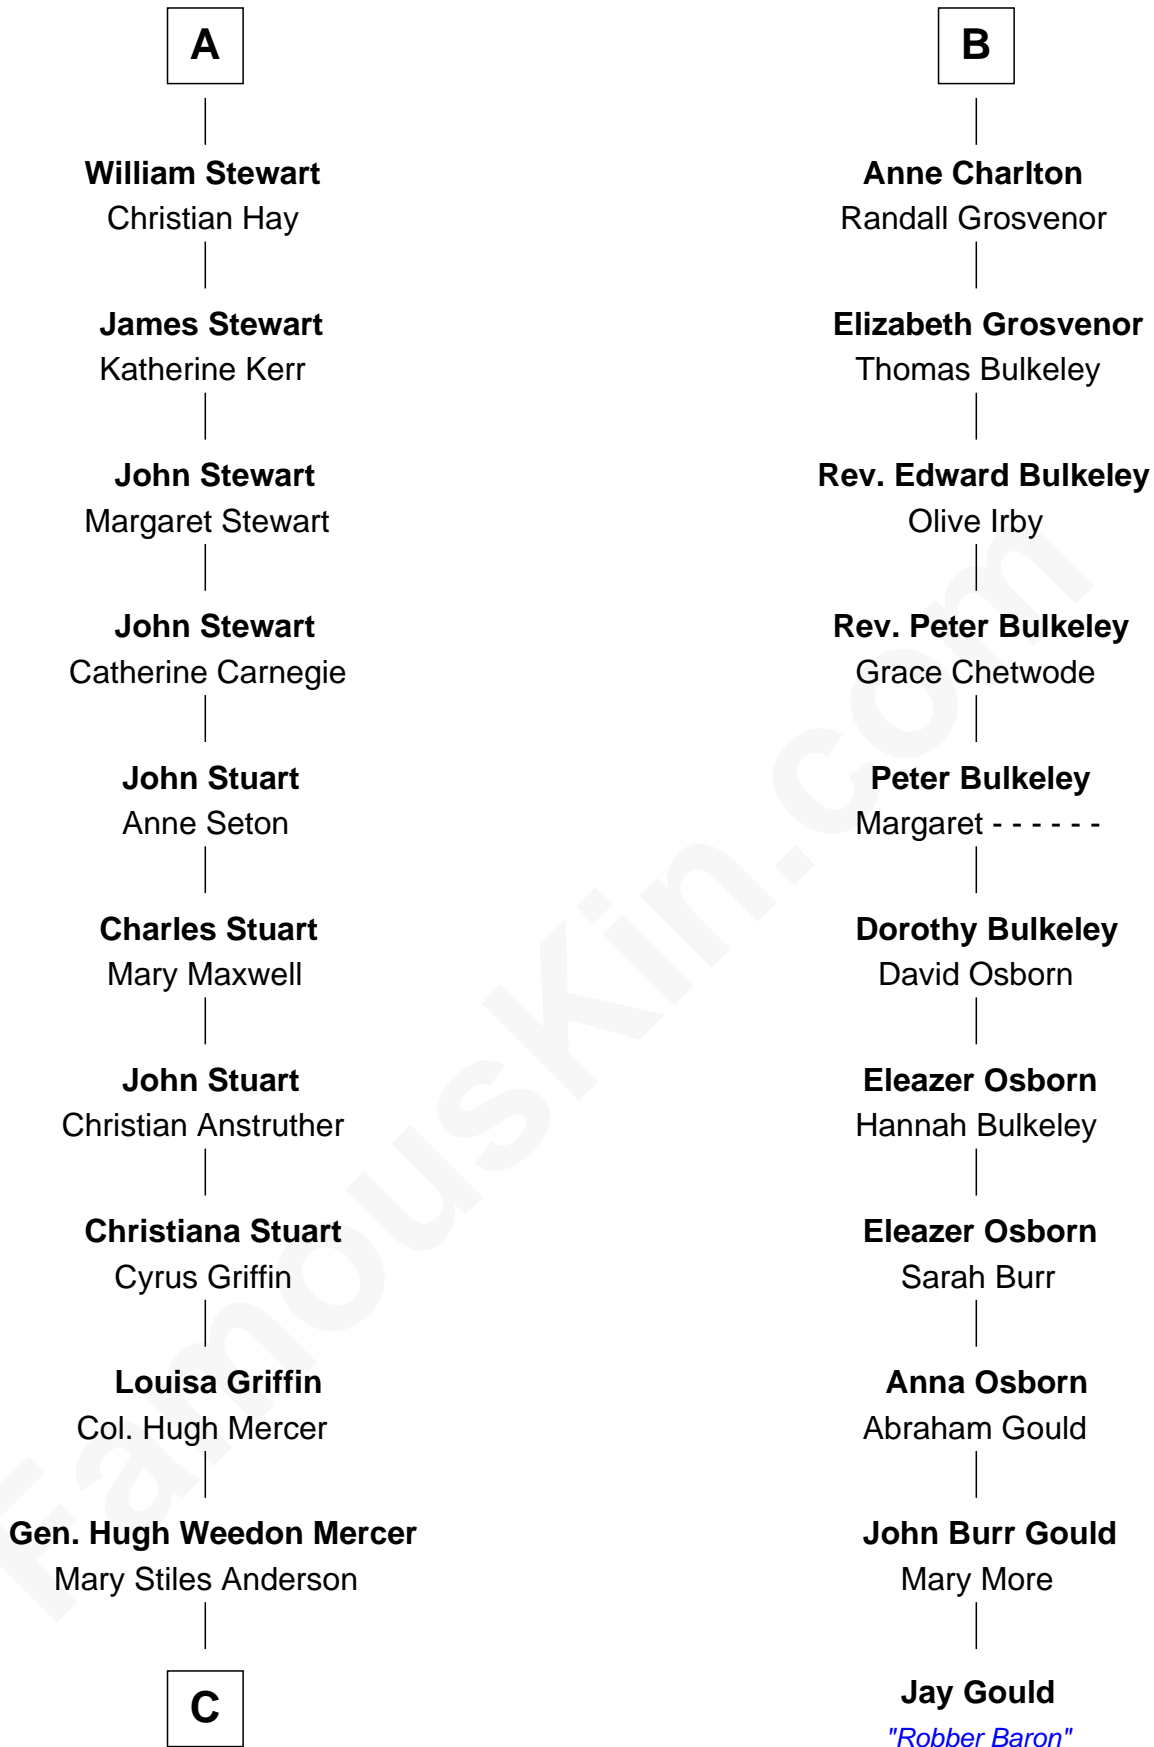 A
William Stewart
Christian Hay
James Stewart
Katherine Kerr
John Stewart
Margaret Stewart
John Stewart
Catherine Carnegie
John Stuart
Anne Seton
Charles Stuart
Mary Maxwell
John Stuart
Christian Anstruther
Christiana Stuart
Cyrus Griffin
Louisa Griffin
Col. Hugh Mercer
Gen. Hugh Weedon Mercer
Mary Stiles Anderson
C
B
Anne Charlton
Randall Grosvenor
Elizabeth Grosvenor
Thomas Bulkeley
Rev. Edward Bulkeley
Olive Irby
Rev. Peter Bulkeley
Grace Chetwode
Peter Bulkeley
Margaret - - - - - -
Dorothy Bulkeley
David Osborn
Eleazer Osborn
Hannah Bulkeley
Eleazer Osborn
Sarah Burr
Anna Osborn
Abraham Gould
John Burr Gould
Mary More
Jay Gould
"Robber Baron"
FamousKin.com